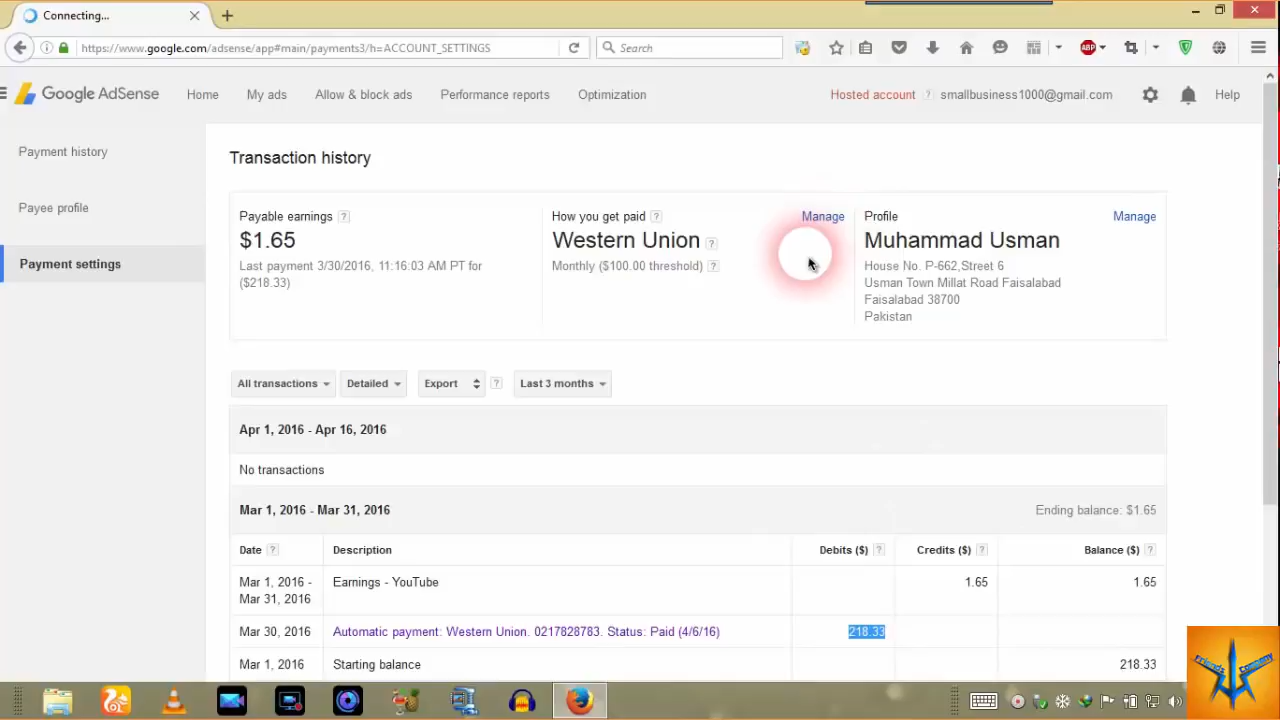 Connecting...
https://www.google.com/adsense/app#main/payments3/h=ACCOUNT_SETTINGS
Search
ABP
Google AdSense
Home
My ads
Allow & block ads
Performance reports
Optimization
Hosted account ?
smallbusiness1000@gmail.com
Help
Payment history
Payee profile
Payment settings
Transaction history
Payable earnings ?
$1.65
Last payment 3/30/2016, 11:16:03 AM PT for
($218.33)
How you get paid ?
Manage
Western Union ?
Monthly ($100.00 threshold) ?
Profile
Manage
Muhammad Usman
House No. P-662,Street 6
Usman Town Millat Road Faisalabad
Faisalabad 38700
Pakistan
All transactions
Detailed
Export
?
Last 3 months
Apr 1, 2016 - Apr 16, 2016
No transactions
Mar 1, 2016 - Mar 31, 2016
Ending balance: $1.65
Date ?
Description
Debits ($) ?
Credits ($) ?
Balance ($) ?
Mar 1, 2016 -
Mar 31, 2016
Earnings - YouTube
1.65
1.65
Mar 30, 2016
Automatic payment: Western Union. 0217828783. Status: Paid (4/6/16)
218.33
Mar 1, 2016
Starting balance
218.33
Friends Company